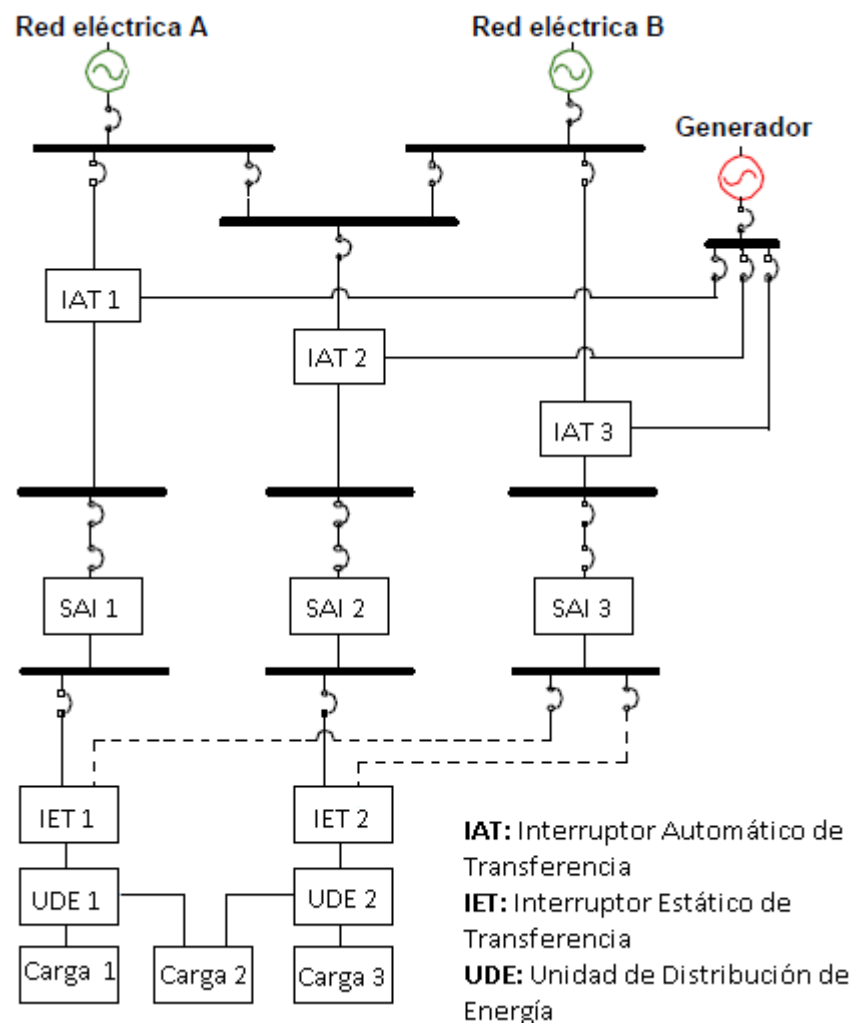 Red eléctrica A
Red eléctrica B
Generador
IAT 1
IAT 2
IAT 3
SAI 1
SAI 2
SAI 3
IET 1
IET 2
UDE 1
UDE 2
Carga 1
Carga 2
Carga 3
IAT: Interruptor Automático de
Transferencia
IET: Interruptor Estático de
Transferencia
UDE: Unidad de Distribución de
Energía